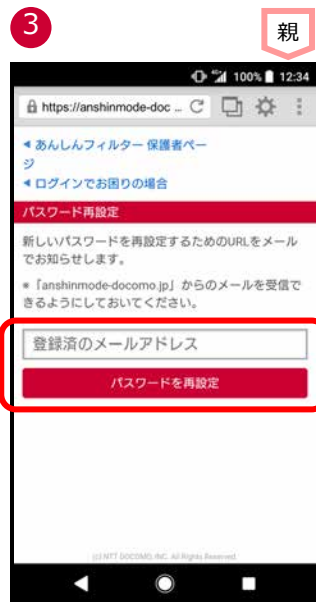 3
親
100% 12:34
https://anshinmode-doc ...
◀ あんしんフィルター 保護者ペー
ジ
◀ ログインでお困りの場合
パスワード再設定
新しいパスワードを再設定するためのURLをメール
でお知らせします。
※「anshinmode-docomo.jp」からのメールを受信で
きるようにしておいてください。
登録済のメールアドレス
パスワードを再設定
(c) NTT DOCOMO, INC. All Rights Reserved.